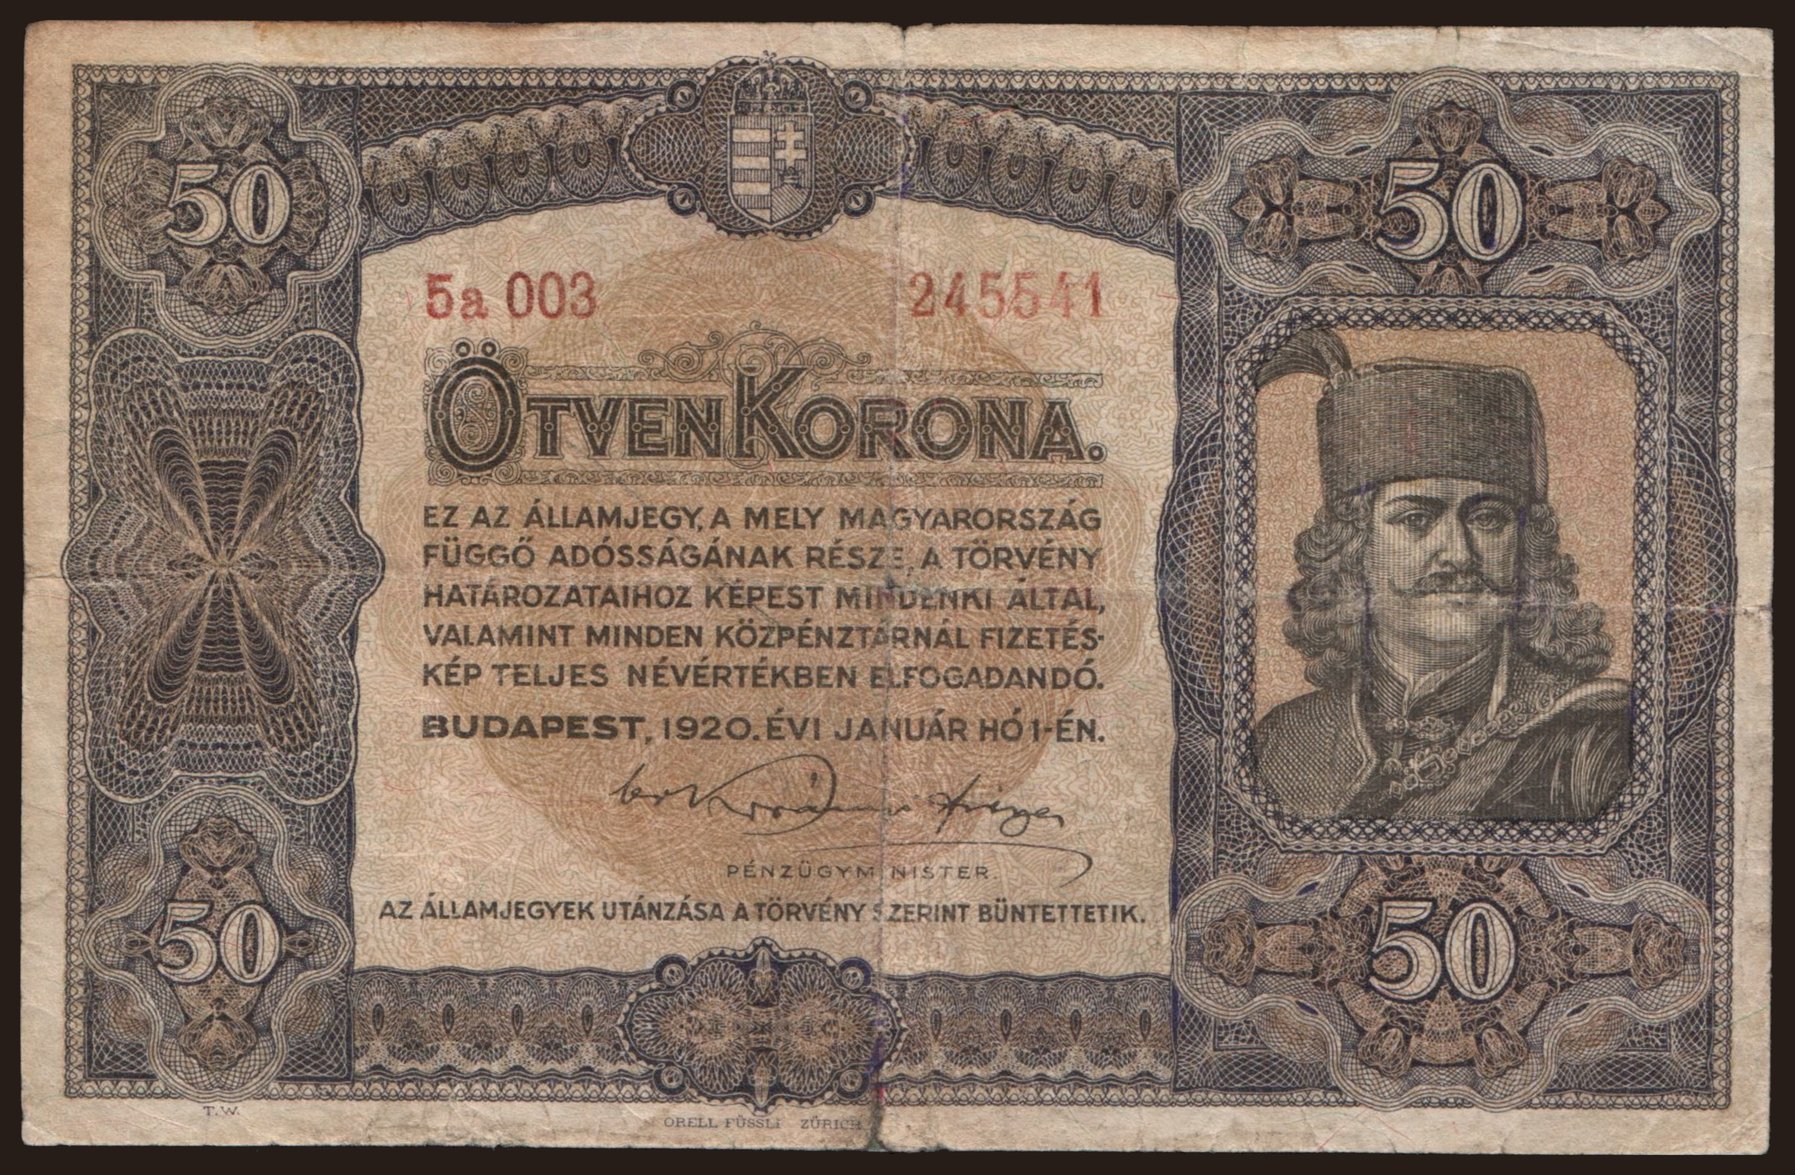 50
50
5a 003 245541
ÖTVEN KORONA.
EZ AZ ÁLLAMJEGY, A MELY MAGYARORSZÁG
FÜGGŐ ADÓSSÁGÁNAK RÉSZE, A TÖRVÉNY
HATÁROZATAIHOZ KÉPEST MINDENKI ÁLTAL,
VALAMINT MINDEN KÖZPÉNZTÁRNÁL FIZETÉS-
KÉP TELJES NÉVÉRTÉKBEN ELFOGADANDÓ.
BUDAPEST, 1920. ÉVI JANUÁR HÓ 1-ÉN.
PÉNZÜGYMINISTER.
AZ ÁLLAMJEGYEK UTÁNZÁSA A TÖRVÉNY SZERINT BÜNTETTETIK.
50
50
T.W.
ORELL FÜSSLI ZÜRICH